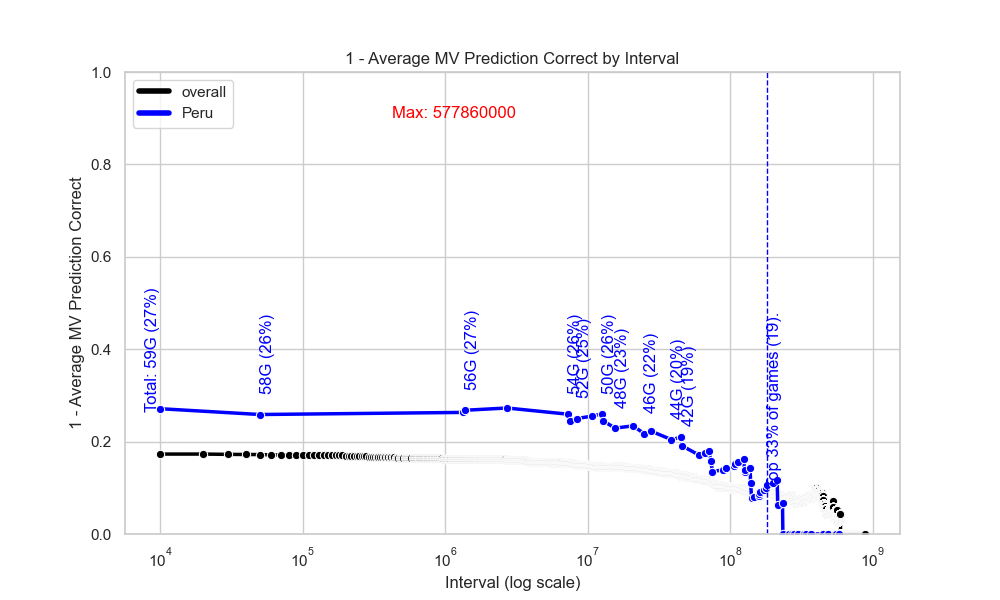 1 - Average MV Prediction Correct by Interval
1.0
0.8
0.6
0.4
0.2
0.0
1 - Average MV Prediction Correct
overall
Peru
Max: 577860000
Total: 59G (27%)
58G (26%)
56G (27%)
54G (26%)
52G (25%)
50G (26%)
48G (23%)
46G (22%)
44G (20%)
42G (19%)
op 33% of games (19).
10^4
10^5
10^6
10^7
10^8
10^9
Interval (log scale)